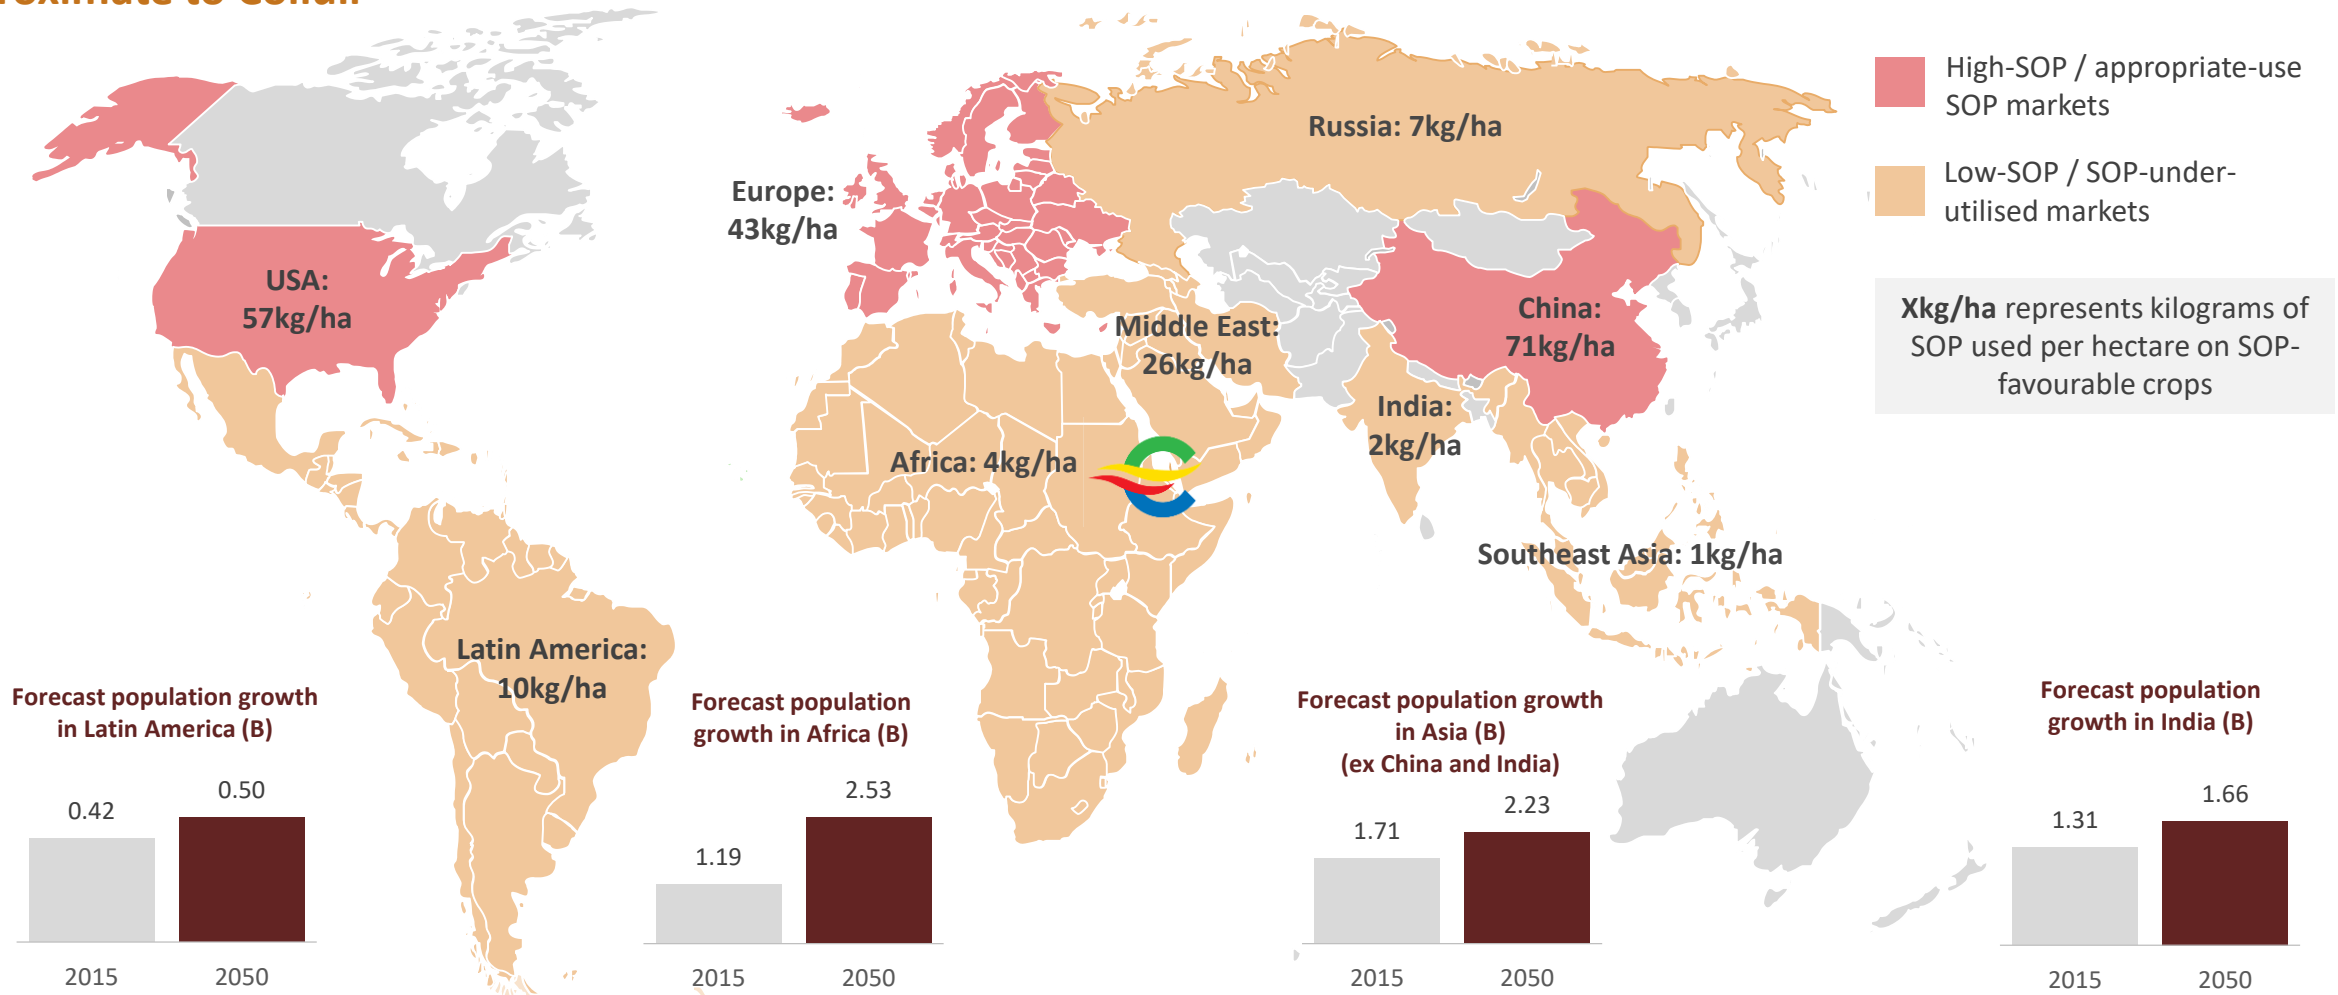 to Colluli
High-SOP / appropriate-use
SOP markets
Low-SOP / SOP-under-
utilised markets
Xkg/ha represents kilograms of
SOP used per hectare on SOP-
favourable crops
Russia: 7kg/ha
Europe:
43kg/ha
USA:
57kg/ha
China:
71kg/ha
Middle East:
26kg/ha
India:
2kg/ha
Africa: 4kg/ha
Southeast Asia: 1kg/ha
Latin America:
10kg/ha
Forecast population growth
in Latin America (B)
0.42
0.50
2015
2050
Forecast population
growth in Africa (B)
1.19
2.53
2015
2050
Forecast population growth
in Asia (B)
(ex China and India)
1.71
2.23
2015
2050
Forecast population
growth in India (B)
1.31
1.66
2015
2050